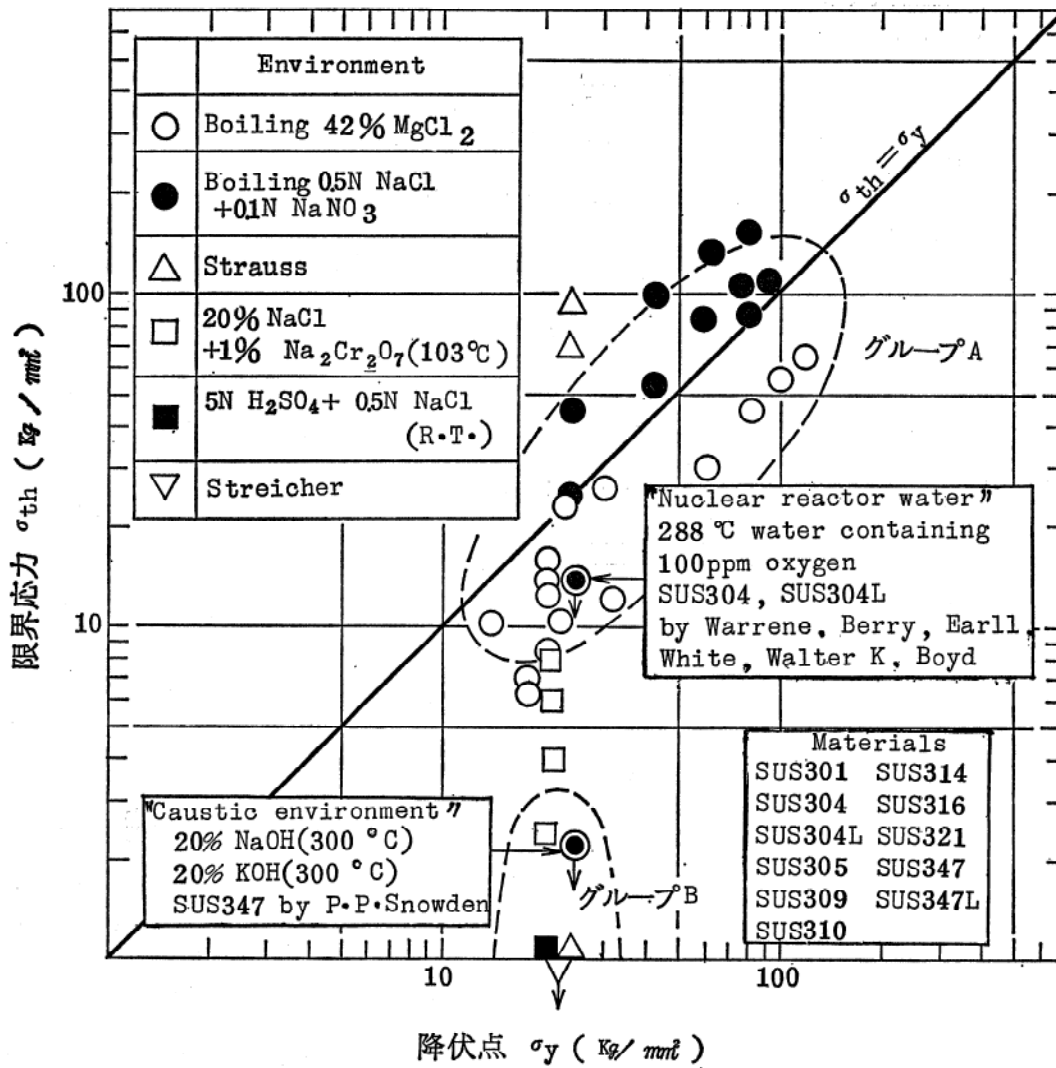 Environment
Boiling 42% MgCl2
Boiling 0.5N NaCl
+0.1N NaNO3
Strauss
20% NaCl
+1% Na2Cr2O7(103℃)
5N H2SO4+ 0.5N NaCl
(R・T・)
Streicher
σth=σy
グループA
"Nuclear reactor water"
288 ℃ water containing
100ppm oxygen
SUS304, SUS304L
by Warrene, Berry, Earll,
White, Walter K, Boyd
"Caustic environment"
20% NaOH(300 ℃)
20% KOH(300 ℃)
SUS347 by P・P・Snowden
グループB
Materials
SUS301 SUS314
SUS304 SUS316
SUS304L SUS321
SUS305 SUS347
SUS309 SUS347L
SUS310
限界応力 σth ( Kg / mm² )
100
10
10
100
降伏点 σy ( Kg/ mm² )